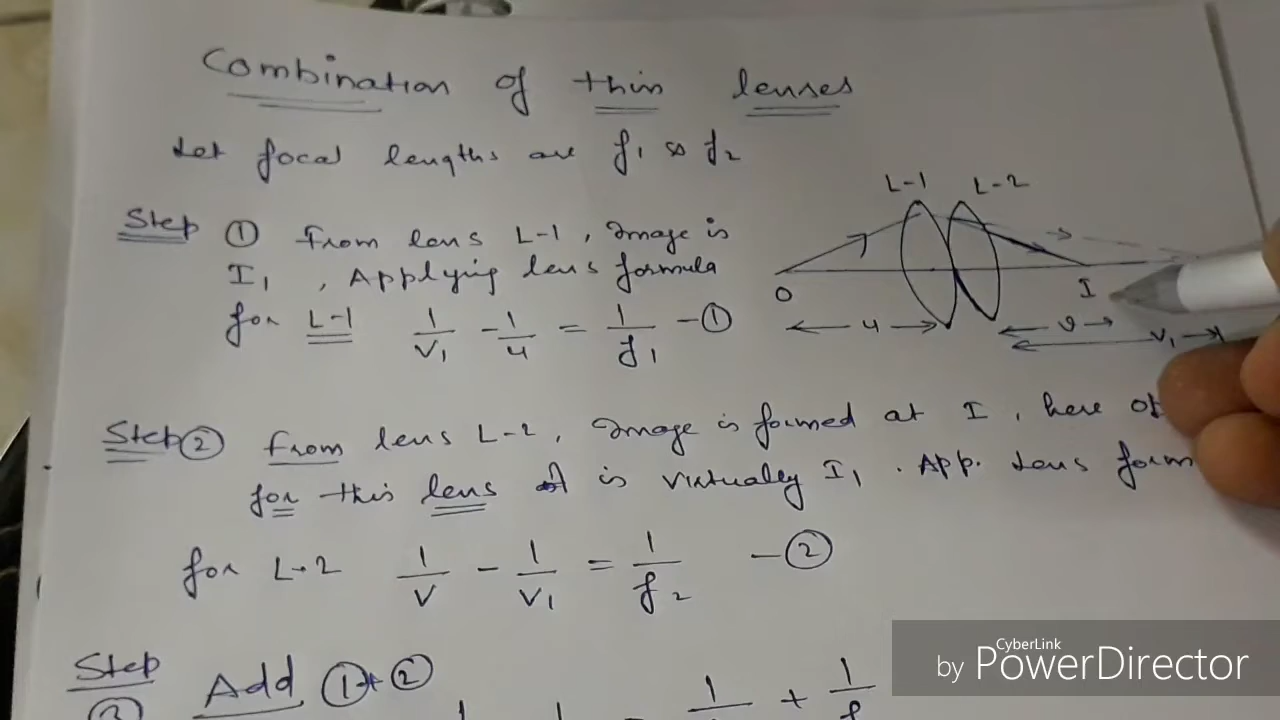 Combination of thin lenses
Let focal lengths are f₁ & f₂
Step ① From lens L-1, Image is
I₁, Applying lens formula
for L-1 1/v₁ - 1/u = 1/f₁ -①
L-1 L-2
O I
u v
v₁
Step② From lens L-2, Image is formed at I, here
for this lens is virtually I₁. App. Lens form
for L-2 1/v - 1/v₁ = 1/f₂ -②
Step Add ①+②
③
CyberLink
by PowerDirector